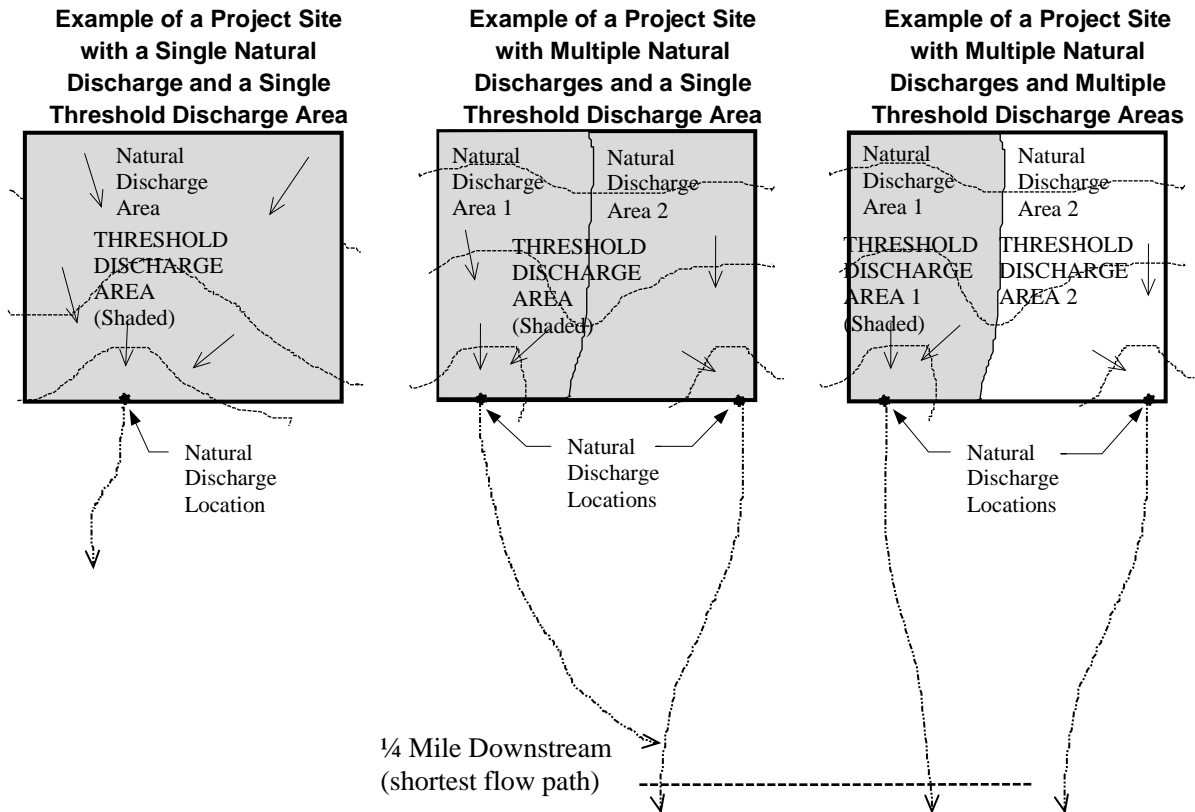 Example of a Project Site
with a Single Natural
Discharge and a Single
Threshold Discharge Area
Natural
Discharge
Area
THRESHOLD
DISCHARGE
AREA
(Shaded)
Natural
Discharge
Location
Example of a Project Site
with Multiple Natural
Discharges and a Single
Threshold Discharge Area
Natural
Discharge
Area 1
Natural
Discharge
Area 2
THRESHOLD
DISCHARGE
AREA
(Shaded)
Natural
Discharge
Locations
Example of a Project Site
with Multiple Natural
Discharges and Multiple
Threshold Discharge Areas
Natural
Discharge
Area 1
Natural
Discharge
Area 2
THRESHOLD
DISCHARGE
AREA 1
(Shaded)
THRESHOLD
DISCHARGE
AREA 2
Natural
Discharge
Locations
¼ Mile Downstream
(shortest flow path)